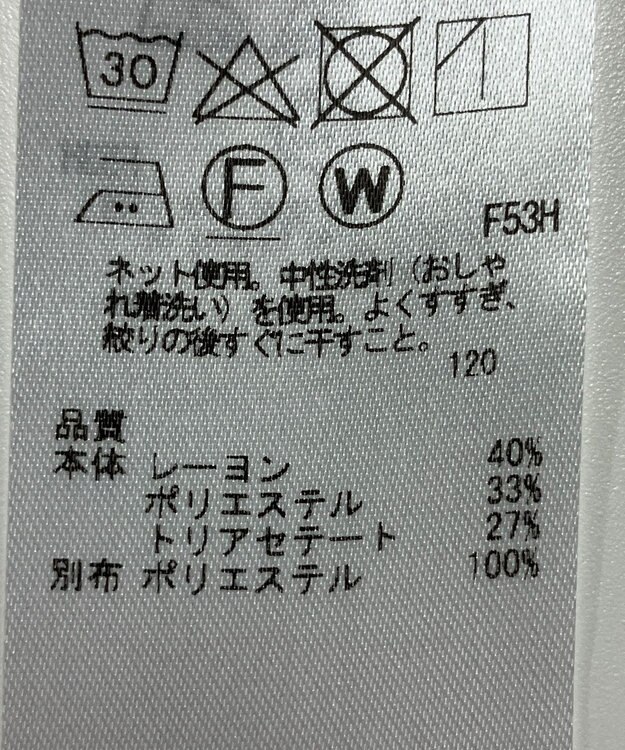 30
F W F53H
ネット使用。中性洗剤（おしゃ
れ着洗い）を使用。よくすすぎ、
絞りの後すぐに干すこと。
120
品質
本体 レーヨン 40%
ポリエステル 33%
トリアセテート 27%
別布 ポリエステル 100%